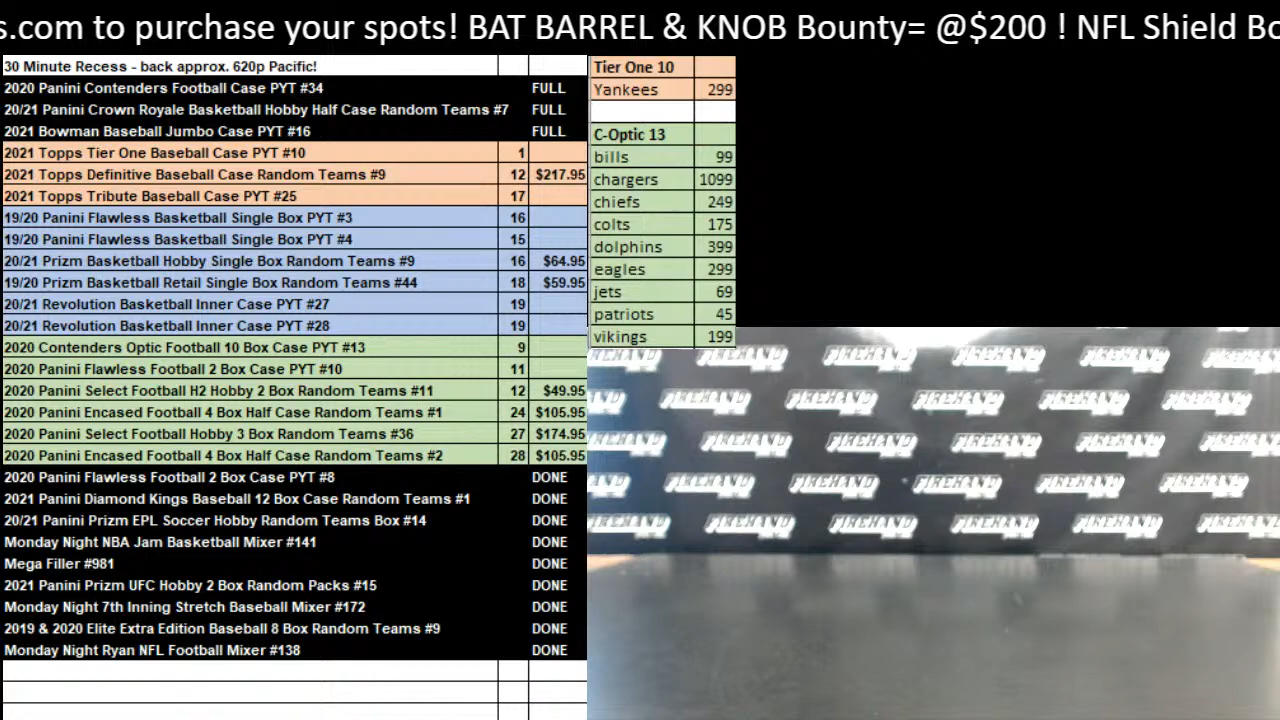 s.com to purchase your spots! BAT BARREL & KNOB Bounty= @$200 ! NFL Shield Bo
30 Minute Recess - back approx. 620p Pacific!
2020 Panini Contenders Football Case PYT #34 FULL
20/21 Panini Crown Royale Basketball Hobby Half Case Random Teams #7 FULL
2021 Bowman Baseball Jumbo Case PYT #16 FULL
2021 Topps Tier One Baseball Case PYT #10 1
2021 Topps Definitive Baseball Case Random Teams #9 12 $217.95
2021 Topps Tribute Baseball Case PYT #25 17
19/20 Panini Flawless Basketball Single Box PYT #3 16
19/20 Panini Flawless Basketball Single Box PYT #4 15
20/21 Prizm Basketball Hobby Single Box Random Teams #9 16 $64.95
19/20 Prizm Basketball Retail Single Box Random Teams #44 18 $59.95
20/21 Revolution Basketball Inner Case PYT #27 19
20/21 Revolution Basketball Inner Case PYT #28 19
2020 Contenders Optic Football 10 Box Case PYT #13 9
2020 Panini Flawless Football 2 Box Case PYT #10 11
2020 Panini Select Football H2 Hobby 2 Box Random Teams #11 12 $49.95
2020 Panini Encased Football 4 Box Half Case Random Teams #1 24 $105.95
2020 Panini Select Football Hobby 3 Box Random Teams #36 27 $174.95
2020 Panini Encased Football 4 Box Half Case Random Teams #2 28 $105.95
2020 Panini Flawless Football 2 Box Case PYT #8 DONE
2021 Panini Diamond Kings Baseball 12 Box Case Random Teams #1 DONE
20/21 Panini Prizm EPL Soccer Hobby Random Teams Box #14 DONE
Monday Night NBA Jam Basketball Mixer #141 DONE
Mega Filler #981 DONE
2021 Panini Prizm UFC Hobby 2 Box Random Packs #15 DONE
Monday Night 7th Inning Stretch Baseball Mixer #172 DONE
2019 & 2020 Elite Extra Edition Baseball 8 Box Random Teams #9 DONE
Monday Night Ryan NFL Football Mixer #138 DONE
Tier One 10
Yankees 299
C-Optic 13
bills 99
chargers 1099
chiefs 249
colts 175
dolphins 399
eagles 299
jets 69
patriots 45
vikings 199